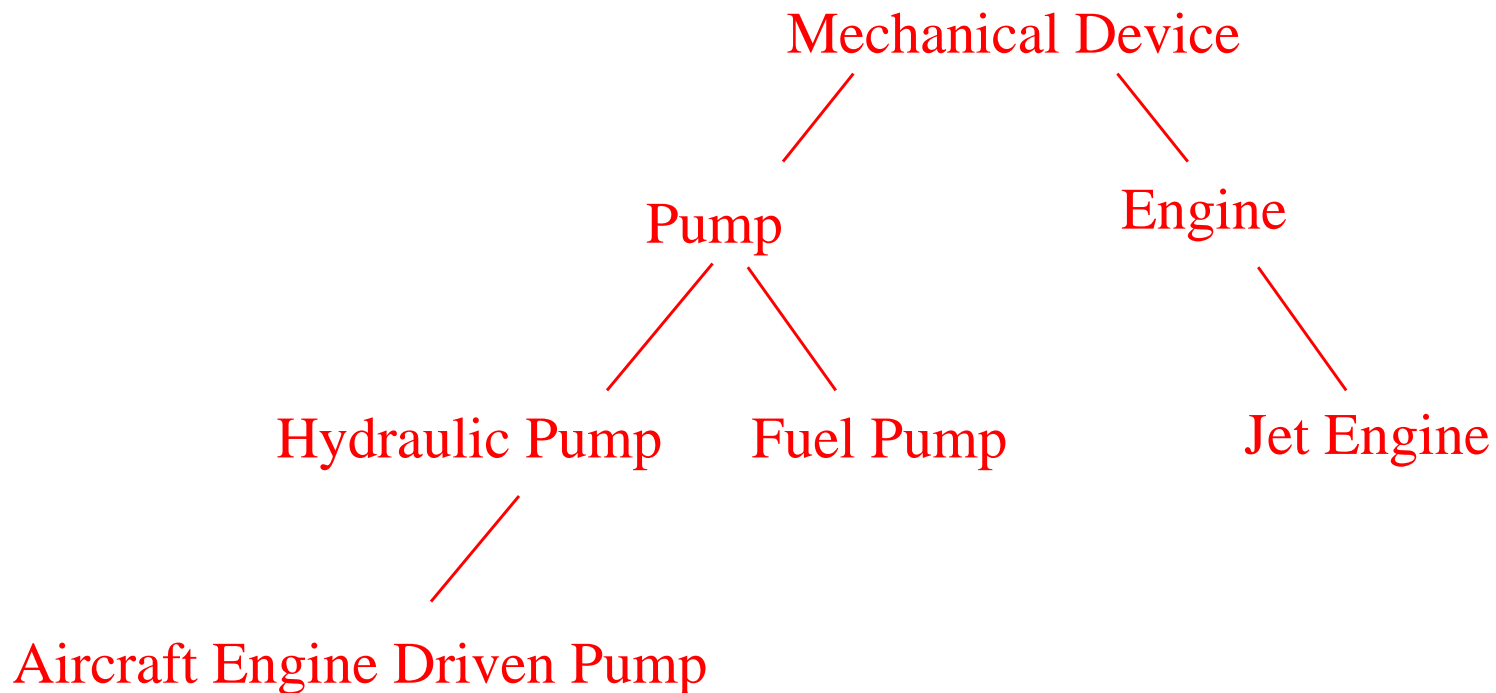 Mechanical Device
Pump
Engine
Hydraulic Pump
Fuel Pump
Jet Engine
Aircraft Engine Driven Pump